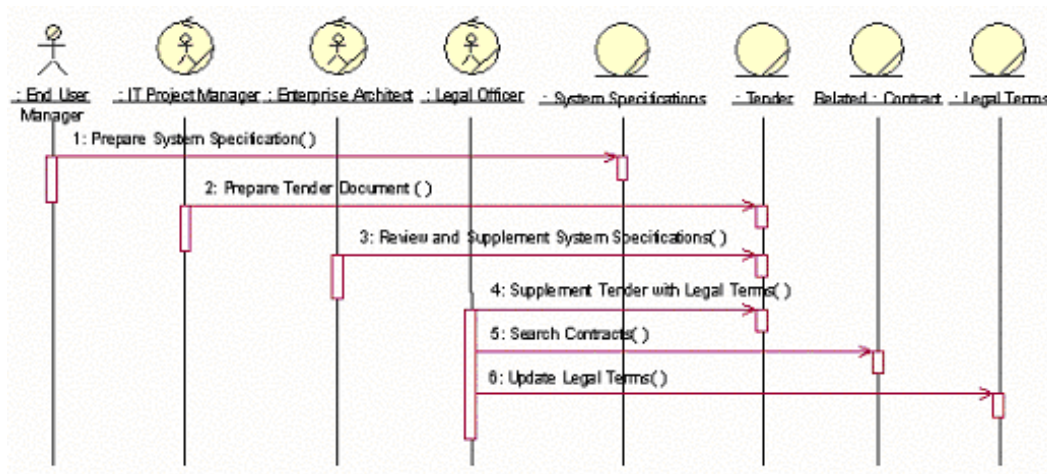 : End User
Manager
: IT Project Manager
: Enterprise Architect
: Legal Officer
: System Specifications
: Tender
Related : Contract
: Legal Terms
1: Prepare System Specification( )
2: Prepare Tender Document ( )
3: Review and Supplement System Specifications( )
4: Supplement Tender with Legal Terms( )
5: Search Contracts( )
6: Update Legal Terms( )